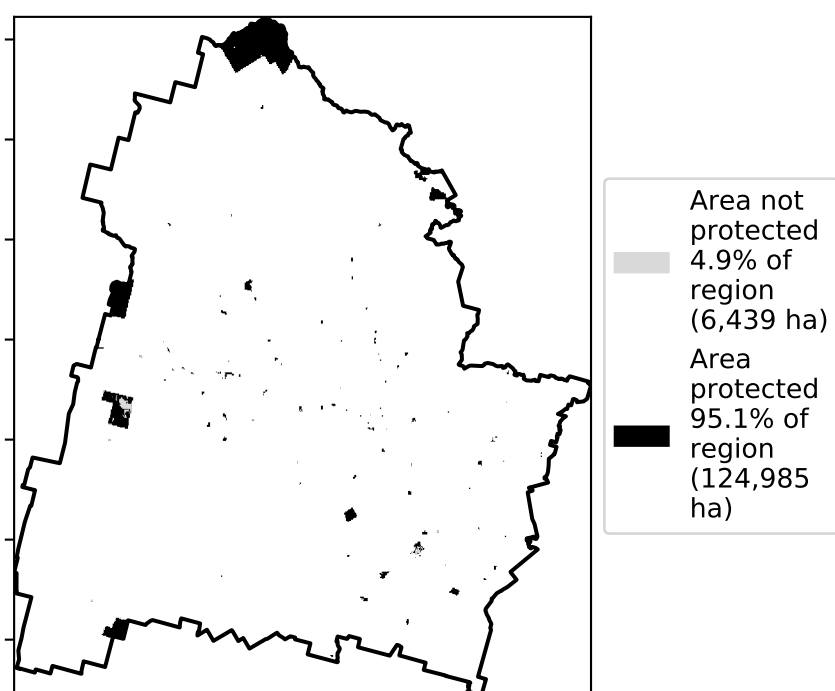 Area not
protected
4.9% of
region
(6,439 ha)
Area
protected
95.1% of
region
(124,985
ha)